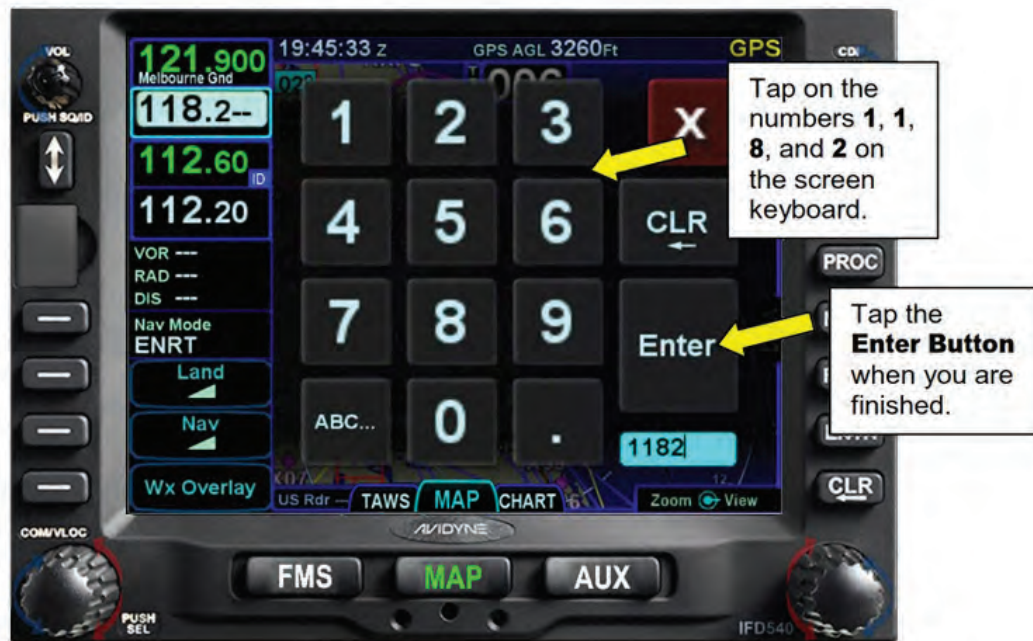 VOL
121.900
Melbourne Gnd
19:45:33 Z
GPS AGL 3260Ft
GPS
118.2--
PUSH SQ/ID
112.60
ID
112.20
VOR ---
RAD ---
DIS ---
Nav Mode
ENRT
Land
Nav
Wx Overlay
1
2
3
X
4
5
6
CLR
7
8
9
Enter
ABC...
0
.
1182
US Rdr --
TAWS
MAP
CHART
Zoom
View
Tap on the
numbers 1, 1,
8, and 2 on
the screen
keyboard.
PROC
Tap the
Enter Button
when you are
finished.
CLR
COM/VLOC
AVIDYNE
FMS
MAP
AUX
PUSH
SEL
IFD540